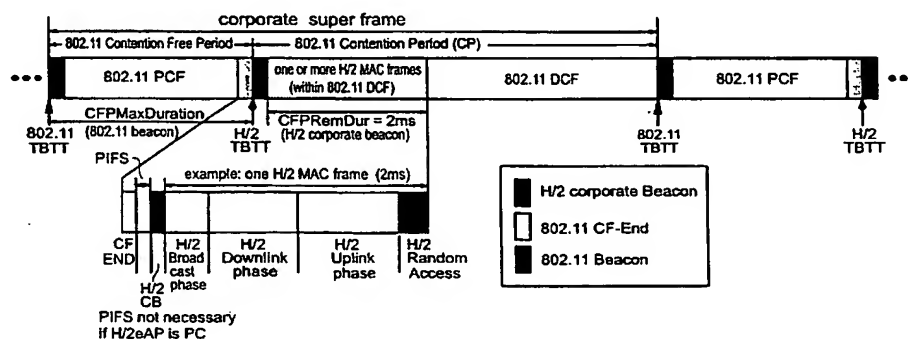 corporate super frame
802.11 Contention Free Period
802.11 Contention Period (CP)
802.11 PCF
one or more H/2 MAC frames
(within 802.11 DCF)
802.11 DCF
802.11 PCF
CFPMaxDuration
(802.11 beacon)
CFPRemDur = 2ms
(H/2 corporate beacon)
802.11
TBTT
H/2
TBTT
802.11
TBTT
H/2
TBTT
PIFS
example: one H/2 MAC frame (2ms)
CF
END
H/2
CB
H/2
Broad
cast
phase
H/2
Downlink
phase
H/2
Uplink
phase
H/2
Random
Access
PIFS not necessary
if H/2eAP is PC
H/2 corporate Beacon
802.11 CF-End
802.11 Beacon